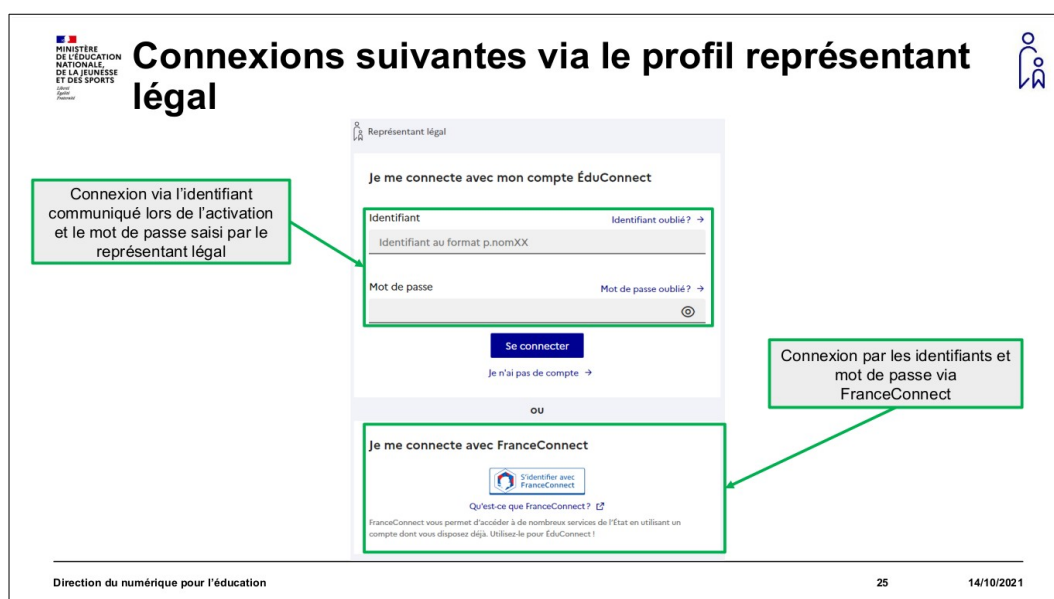 MINISTÈRE
DE L'ÉDUCATION
NATIONALE,
DE LA JEUNESSE
ET DES SPORTS
Liberté
Égalité
Fraternité
Connexions suivantes via le profil représentant
légal
Représentant légal
Je me connecte avec mon compte ÉduConnect
Connexion via l’identifiant
communiqué lors de l’activation
et le mot de passe saisi par le
représentant légal
Identifiant
Identifiant oublié ? →
Identifiant au format p.nomXX
Mot de passe
Mot de passe oublié ? →
Se connecter
Je n'ai pas de compte →
Connexion par les identifiants et
mot de passe via
FranceConnect
OU
Je me connecte avec FranceConnect
S'identifier avec
FranceConnect
Qu'est-ce que FranceConnect ?
FranceConnect vous permet d'accéder à de nombreux services de l'État en utilisant un
compte dont vous disposez déjà. Utilisez-le pour ÉduConnect !
Direction du numérique pour l’éducation
25
14/10/2021